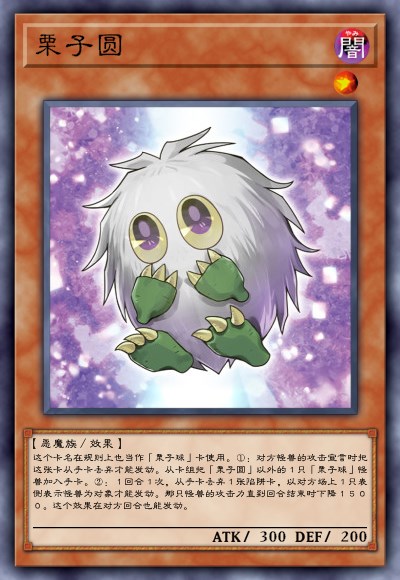 栗子圆
やみ
闇
【恶魔族/效果】
这个卡名在规则上也当作「栗子球」卡使用。①：对方怪兽的攻击宣言时把
这张卡从手卡丢弃才能发动。从卡组把「栗子圆」以外的1只「栗子球」怪
兽加入手卡。②：1回合1次，从手卡丢弃1张陷阱卡，以对方场上1只表
侧表示怪兽为对象才能发动。那只怪兽的攻击力直到回合结束时下降150
0。这个效果在对方回合也能发动。
ATK/ 300 DEF/ 200